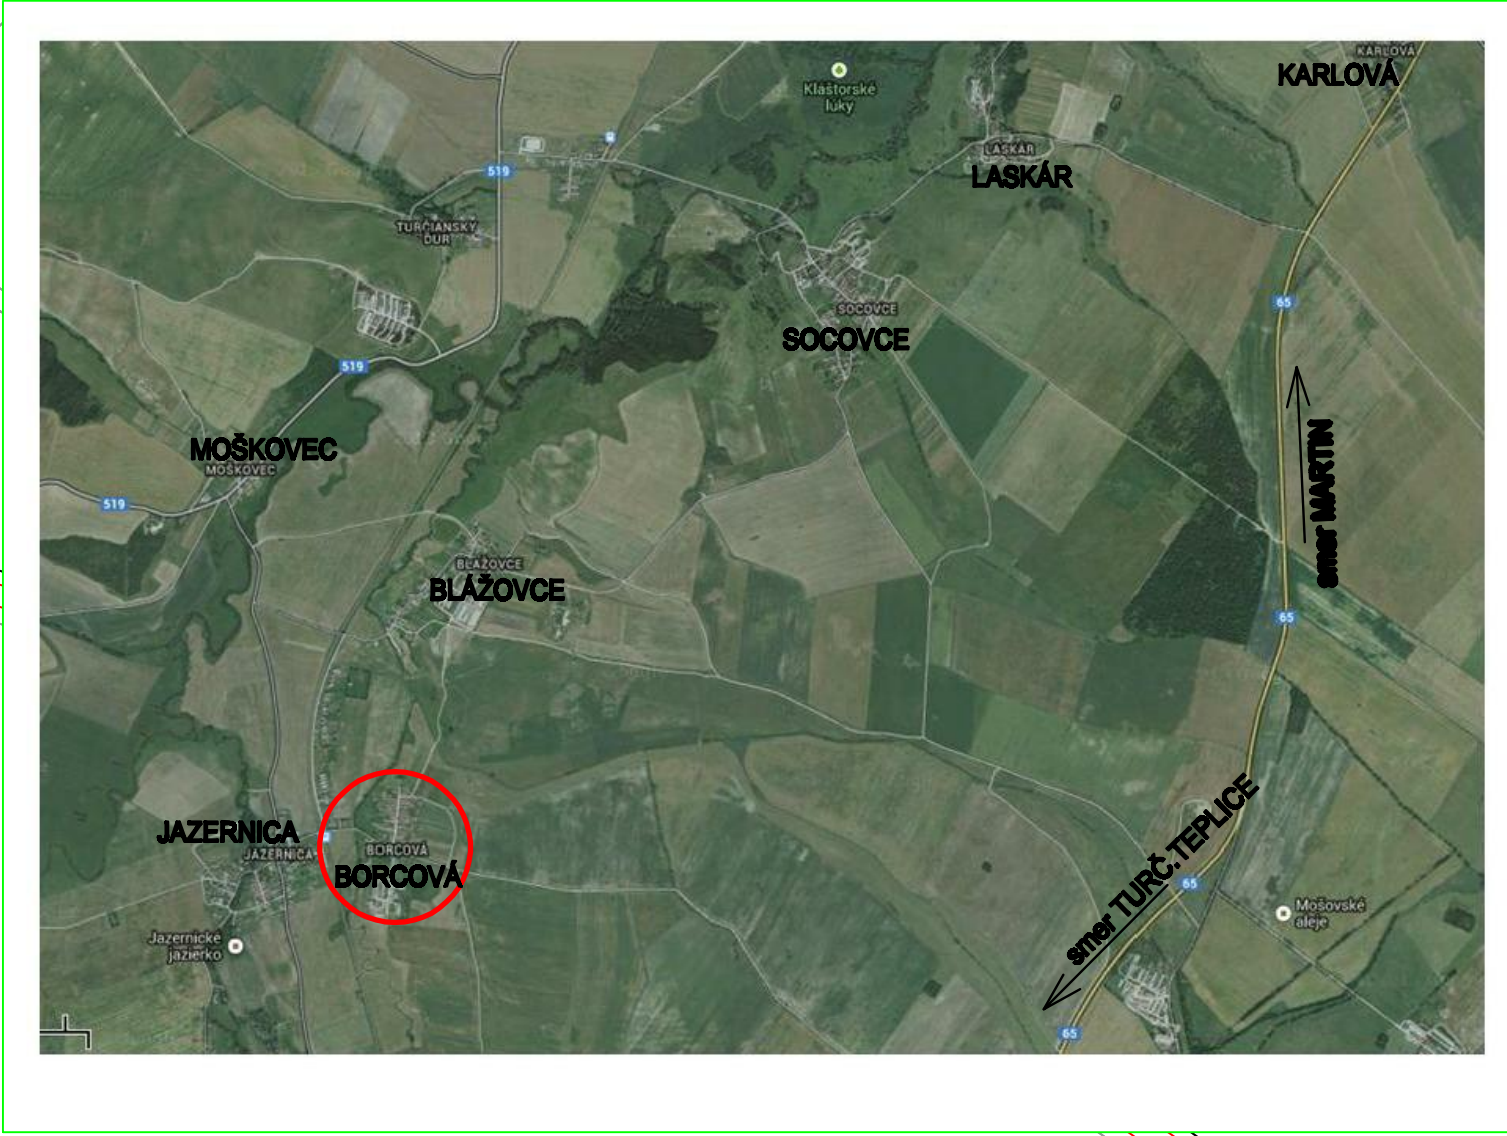 KARLOVÁ
KARLOVÁ
Kláštorské
lúky
LASKÁR
LASKÁR
519
TURČIANSKY
ĎUR
65
SOCOVCE
SOCOVCE
519
MOŠKOVEC
MOŠKOVEC
519
smer MARTIN
BLAŽOVCE
BLÁŽOVCE
65
JAZERNICA
JAZERNICA
BORCOVÁ
BORCOVÁ
smer TURČ.TEPLICE
65
Mošovské
aleje
Jazernické
jazierko
65